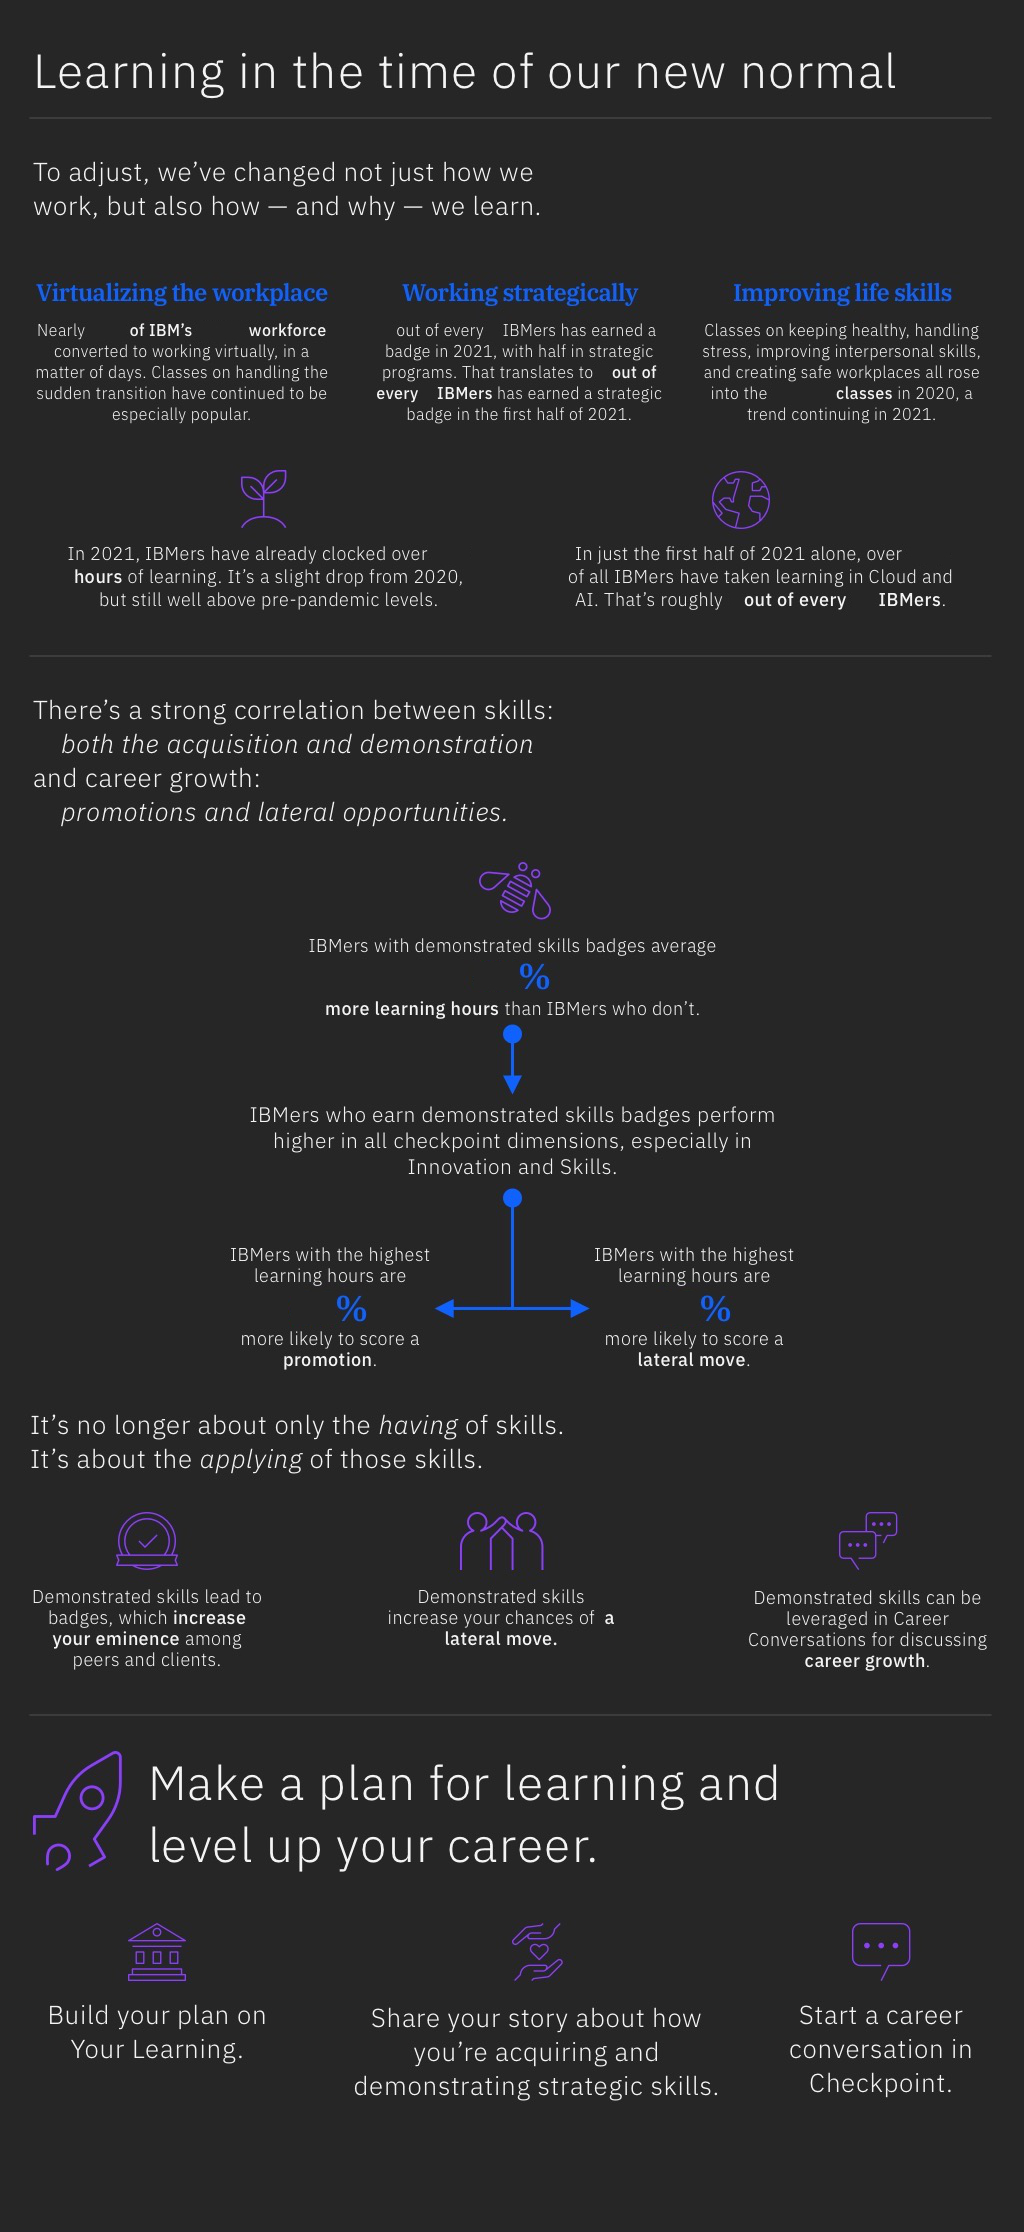 Learning in the time of our new normal
To adjust, we’ve changed not just how we
work, but also how — and why — we learn.
Virtualizing the workplace
Nearly of IBM’s workforce
converted to working virtually, in a
matter of days. Classes on handling the
sudden transition have continued to be
especially popular.
Working strategically
out of every IBMers has earned a
badge in 2021, with half in strategic
programs. That translates to out of
every IBMers has earned a strategic
badge in the first half of 2021.
Improving life skills
Classes on keeping healthy, handling
stress, improving interpersonal skills,
and creating safe workplaces all rose
into the classes in 2020, a
trend continuing in 2021.
In 2021, IBMers have already clocked over
hours of learning. It’s a slight drop from 2020,
but still well above pre-pandemic levels.
In just the first half of 2021 alone, over
of all IBMers have taken learning in Cloud and
AI. That’s roughly out of every IBMers.
There’s a strong correlation between skills:
both the acquisition and demonstration
and career growth:
promotions and lateral opportunities.
IBMers with demonstrated skills badges average
%
more learning hours than IBMers who don’t.
IBMers who earn demonstrated skills badges perform
higher in all checkpoint dimensions, especially in
Innovation and Skills.
IBMers with the highest
learning hours are
%
more likely to score a
promotion.
IBMers with the highest
learning hours are
%
more likely to score a
lateral move.
It’s no longer about only the having of skills.
It’s about the applying of those skills.
Demonstrated skills lead to
badges, which increase
your eminence among
peers and clients.
Demonstrated skills
increase your chances of a
lateral move.
Demonstrated skills can be
leveraged in Career
Conversations for discussing
career growth.
Make a plan for learning and
level up your career.
Build your plan on
Your Learning.
Share your story about how
you’re acquiring and
demonstrating strategic skills.
Start a career
conversation in
Checkpoint.